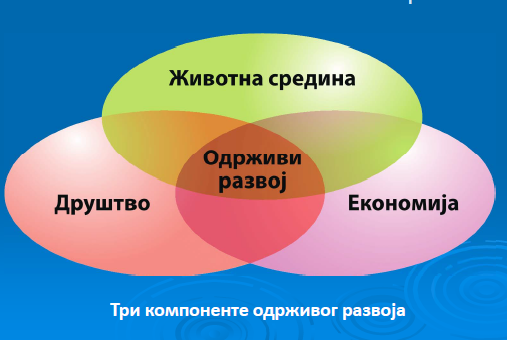 Животна средина
Одрживи
развој
Друштво
Економија
Три компоненте одрживог развоја